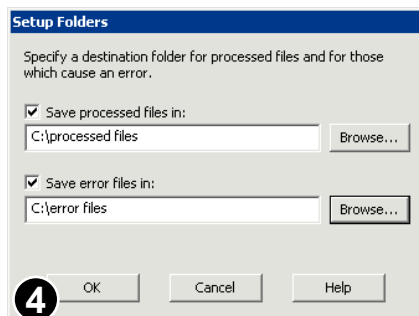 Setup Folders
Specify a destination folder for processed files and for those
which cause an error.
Save processed files in:
C:\processed files Browse...
Save error files in:
C:\error files Browse...
4 OK Cancel Help